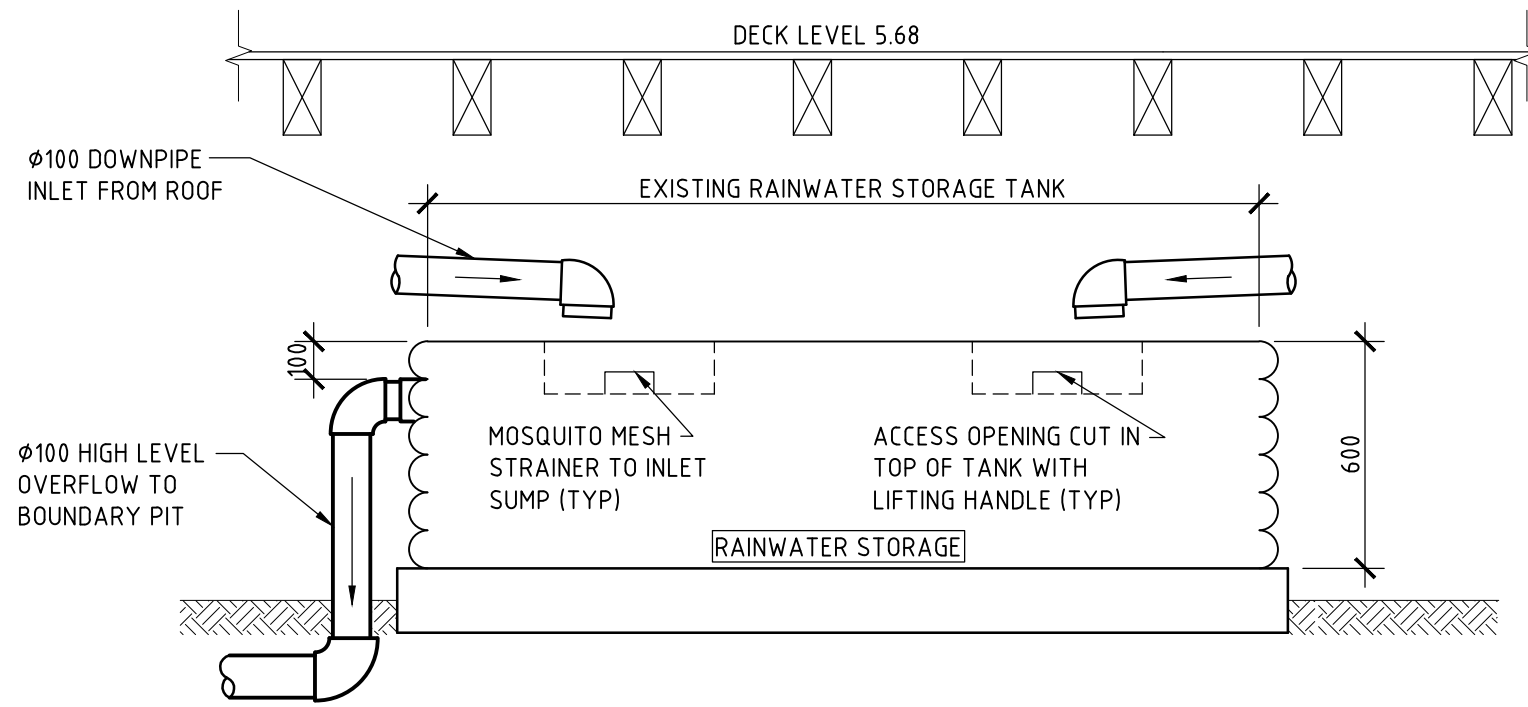 DECK LEVEL 5.68
Ø100 DOWNPIPE
INLET FROM ROOF
EXISTING RAINWATER STORAGE TANK
100
Ø100 HIGH LEVEL
OVERFLOW TO
BOUNDARY PIT
MOSQUITO MESH
STRAINER TO INLET
SUMP (TYP)
ACCESS OPENING CUT IN
TOP OF TANK WITH
LIFTING HANDLE (TYP)
600
RAINWATER STORAGE